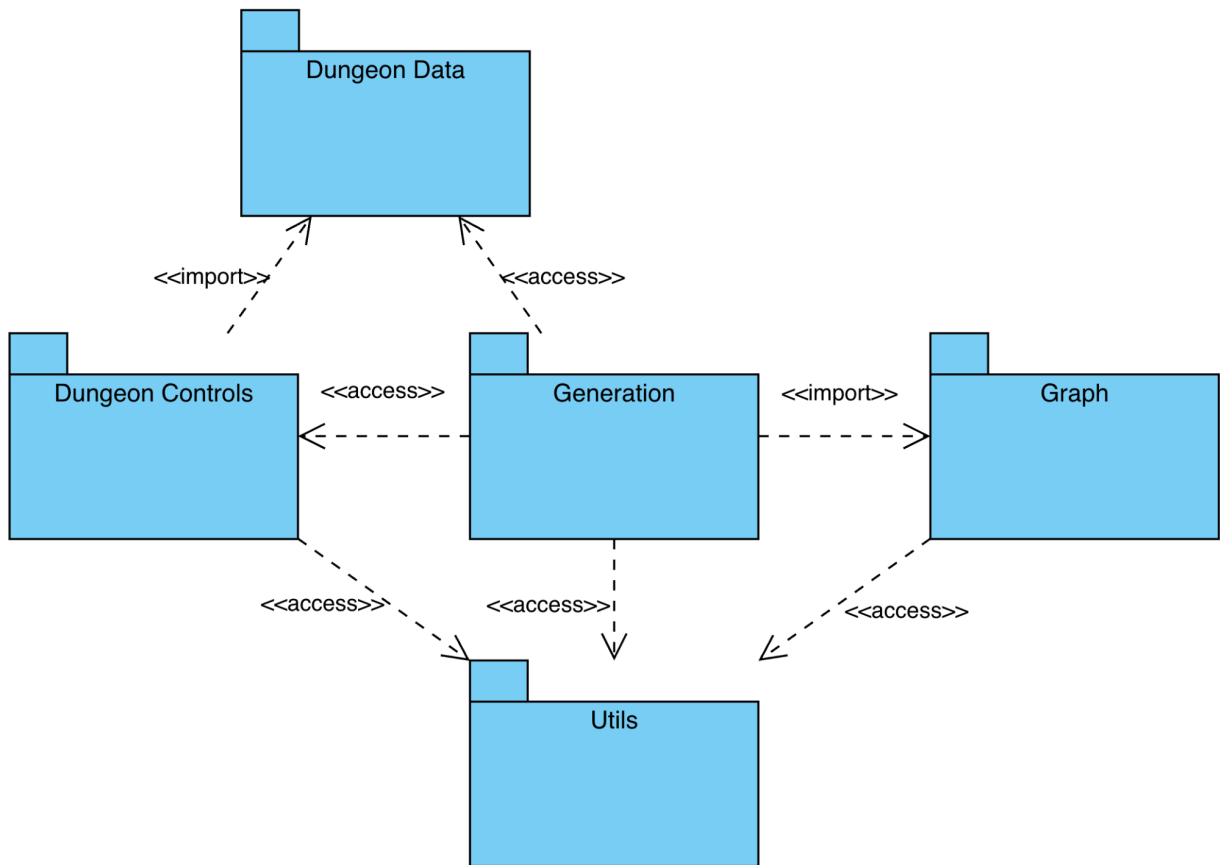 Dungeon Data
<<import>>
<<access>>
Dungeon Controls
<<access>>
Generation
<<import>>
Graph
<<access>>
<<access>>
<<access>>
Utils